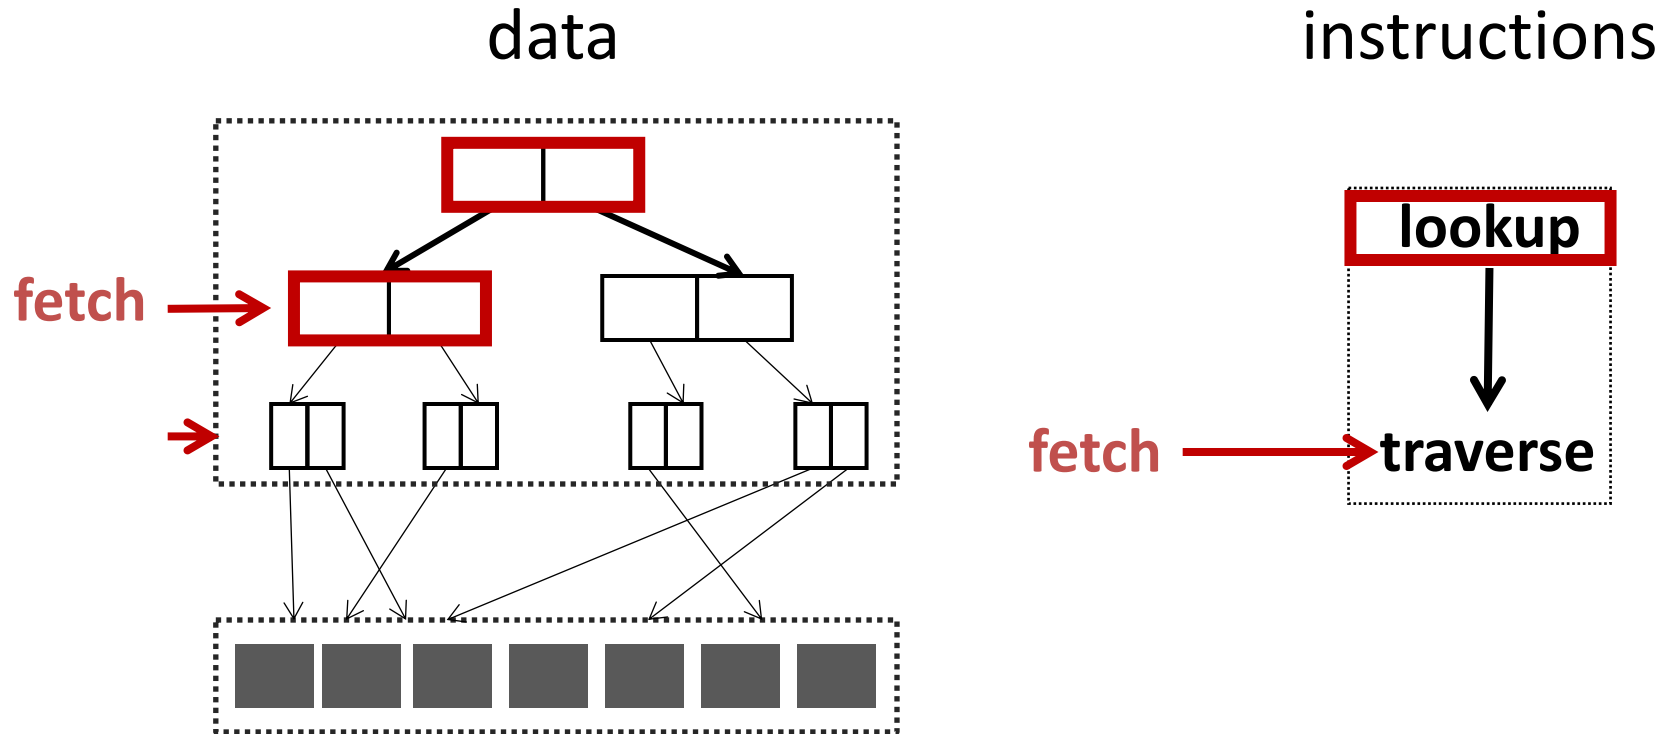 data
instructions
lookup
fetch
fetch
traverse